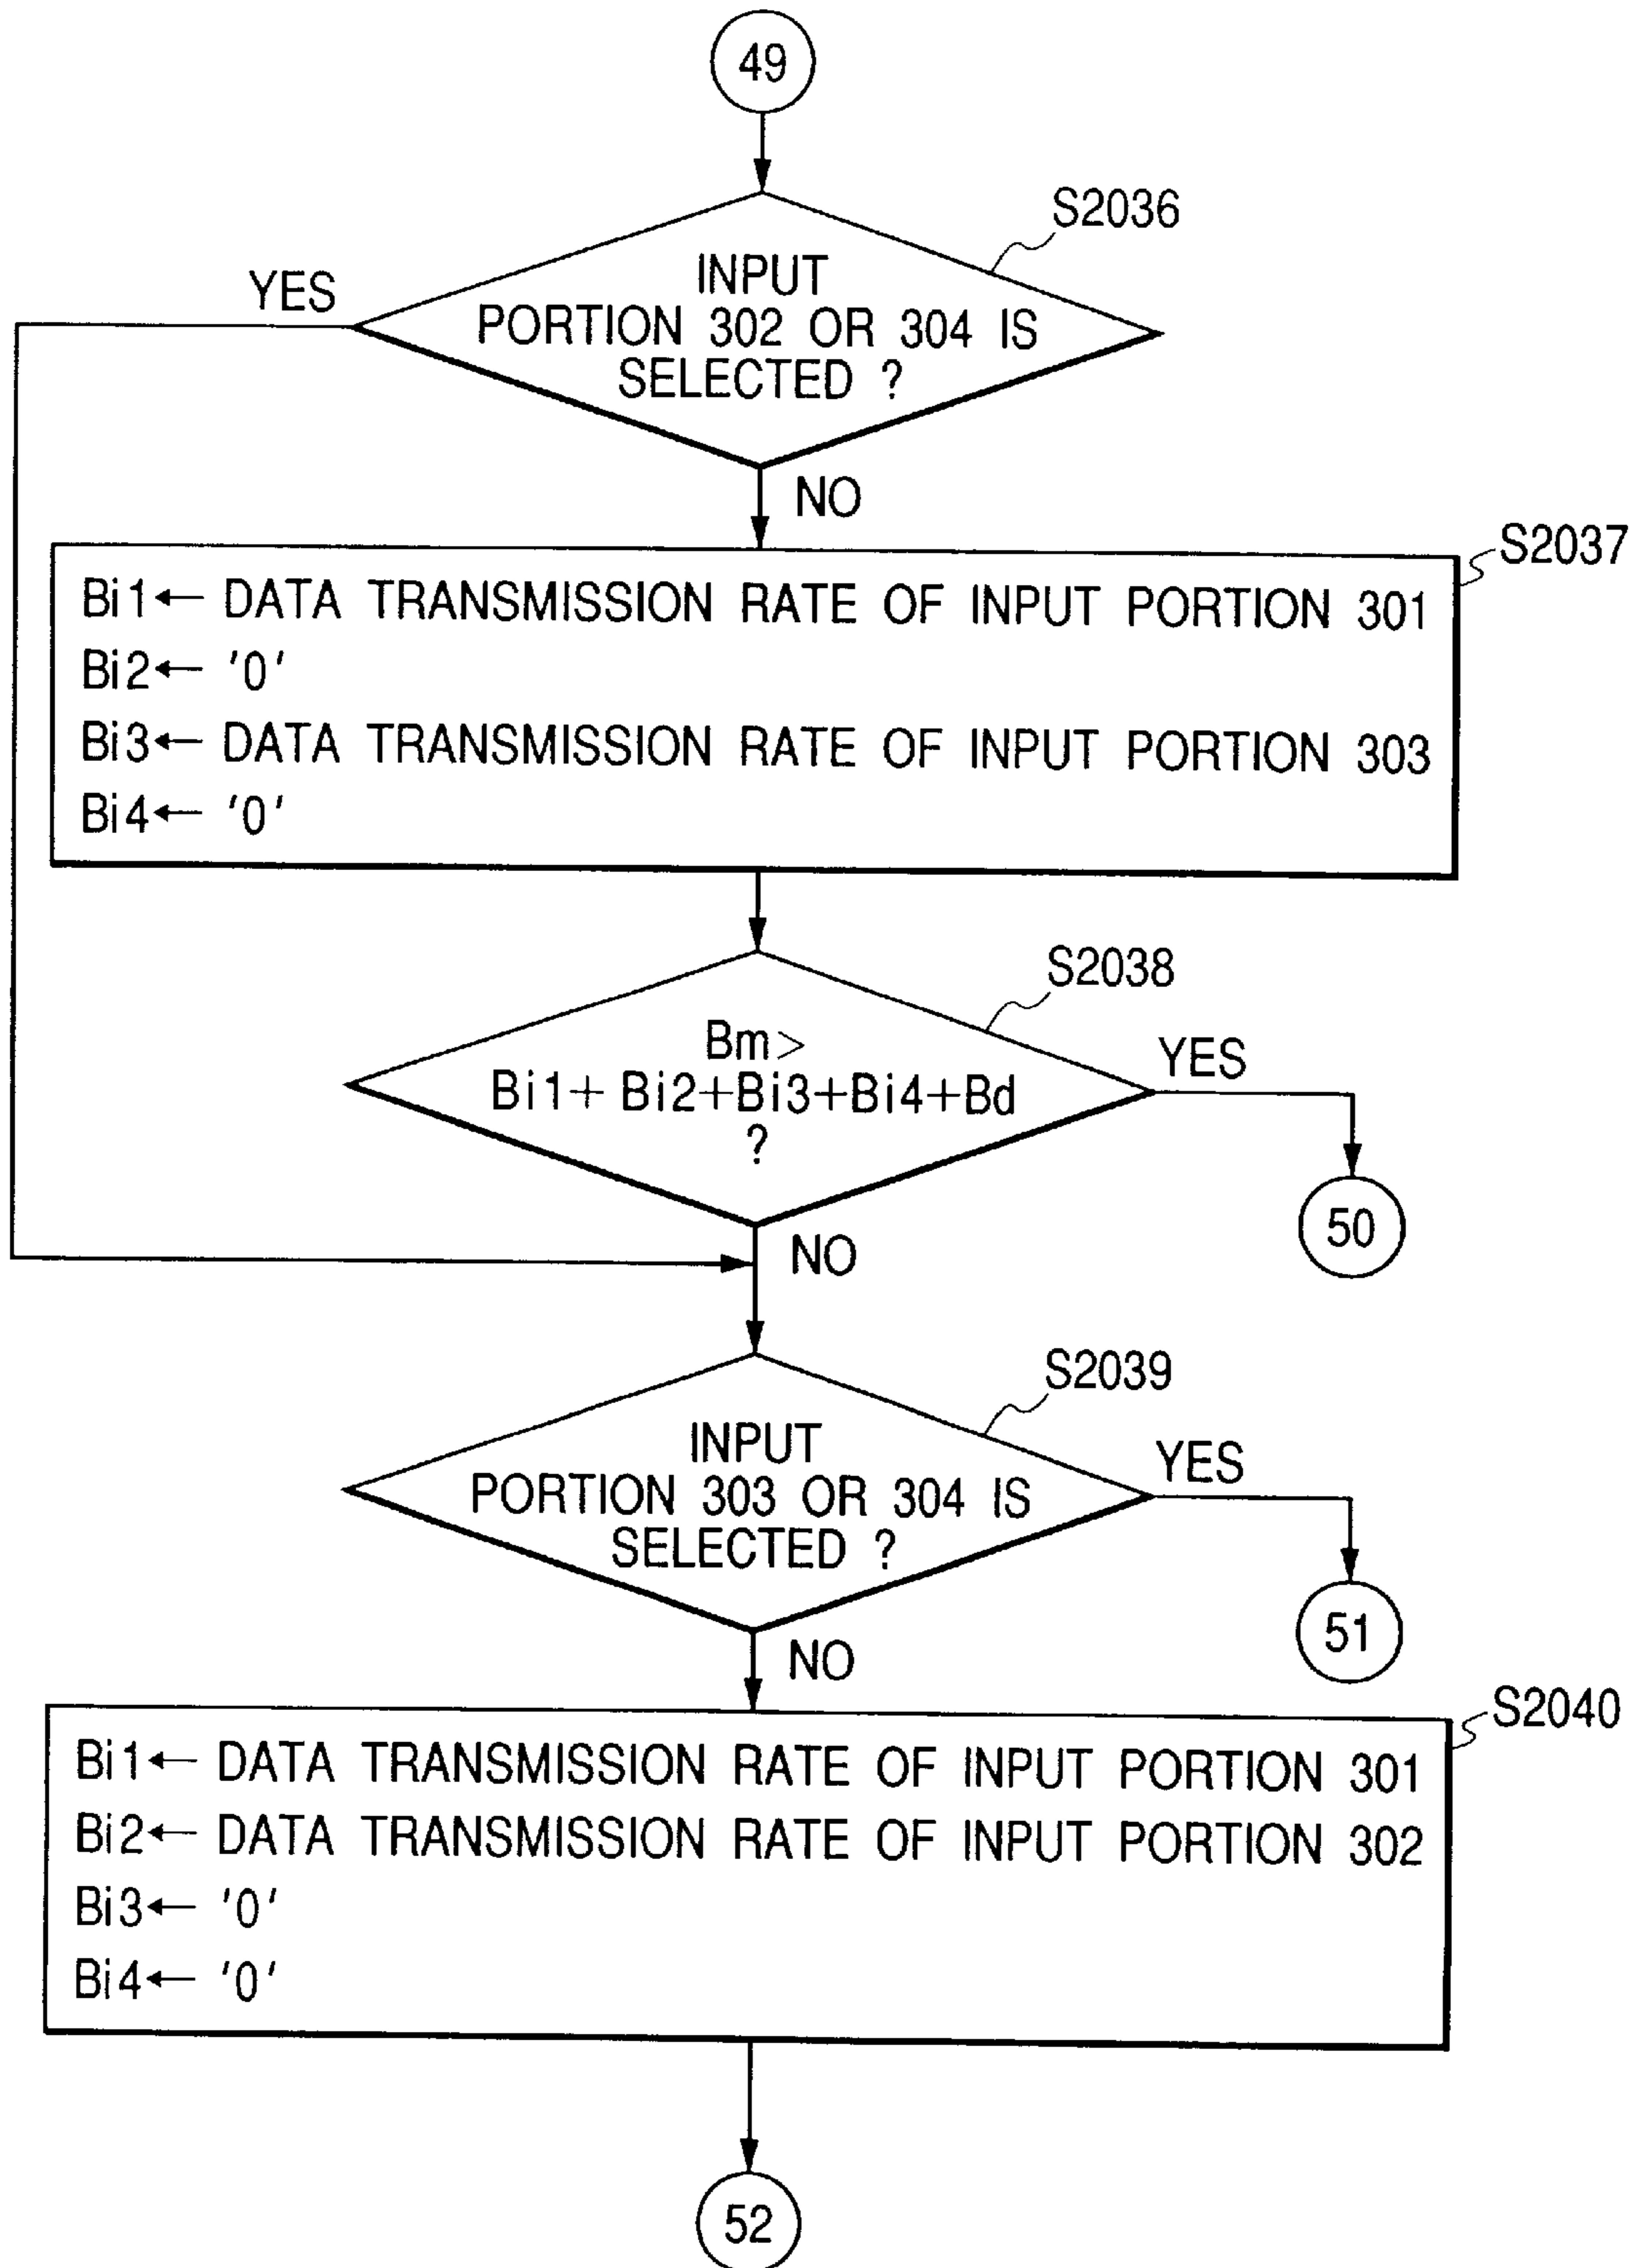 49
S2036
YES
INPUT
PORTION 302 OR 304 IS
SELECTED ?
NO
S2037
Bi1← DATA TRANSMISSION RATE OF INPUT PORTION 301
Bi2← '0'
Bi3← DATA TRANSMISSION RATE OF INPUT PORTION 303
Bi4← '0'
S2038
Bm>
Bi1+ Bi2+Bi3+Bi4+Bd
?
YES
50
NO
S2039
INPUT
PORTION 303 OR 304 IS
SELECTED ?
YES
51
NO
S2040
Bi1← DATA TRANSMISSION RATE OF INPUT PORTION 301
Bi2← DATA TRANSMISSION RATE OF INPUT PORTION 302
Bi3← '0'
Bi4← '0'
52